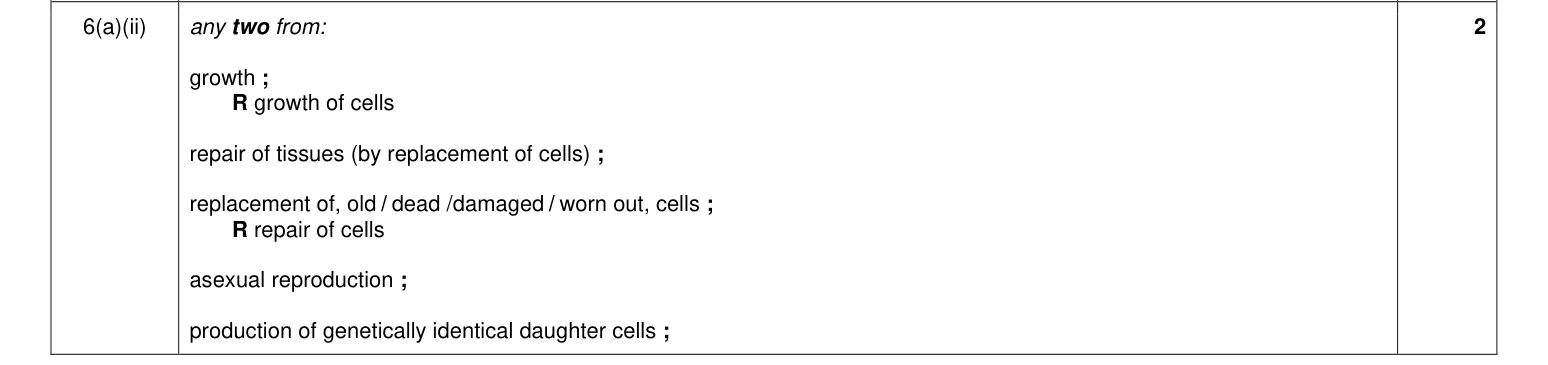 6(a)(ii) any two from: 2
growth ;
R growth of cells
repair of tissues (by replacement of cells) ;
replacement of, old / dead /damaged / worn out, cells ;
R repair of cells
asexual reproduction ;
production of genetically identical daughter cells ;